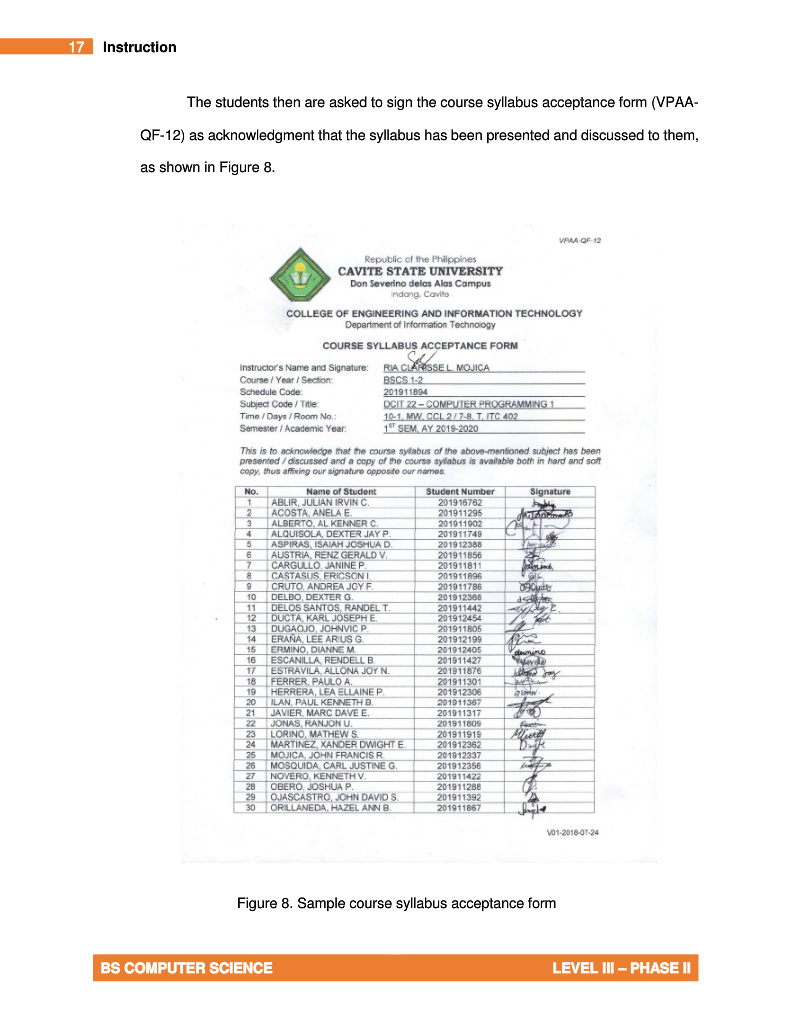 17 Instruction
The students then are asked to sign the course syllabus acceptance form (VPAA-
QF-12) as acknowledgment that the syllabus has been presented and discussed to them,
as shown in Figure 8.
VPAA-QF-12
Republic of the Philippines
CAVITE STATE UNIVERSITY
Don Severino delas Alas Campus
Indang, Cavite
COLLEGE OF ENGINEERING AND INFORMATION TECHNOLOGY
Department of Information Technology
COURSE SYLLABUS ACCEPTANCE FORM
Instructor's Name and Signature: RIA CLARISSE L. MOJICA
Course / Year / Section: BSCS 1-2
Schedule Code: 201911894
Subject Code / Title: DCIT 22 – COMPUTER PROGRAMMING 1
Time / Days / Room No.: 10-1, MW, CCL 2 / 7-8, T, ITC 402
Semester / Academic Year: 1ST SEM, AY 2019-2020
This is to acknowledge that the course syllabus of the above-mentioned subject has been
presented / discussed and a copy of the course syllabus is available both in hard and soft
copy, thus affixing our signature opposite our names.
No. Name of Student Student Number Signature
1 ABLIR, JULIAN IRVIN C. 201916762
2 ACOSTA, ANELA E. 201911295
3 ALBERTO, AL KENNER C. 201911902
4 ALQUISOLA, DEXTER JAY P. 201911749
5 ASPIRAS, ISAIAH JOSHUA D. 201912388
6 AUSTRIA, RENZ GERALD V. 201911856
7 CARGULLO, JANINE P. 201911811
8 CASTASUS, ERICSON I. 201911896
9 CRUTO, ANDREA JOY F. 201911786
10 DELBO, DEXTER G. 201912368
11 DELOS SANTOS, RANDEL T. 201911442
12 DUCTA, KARL JOSEPH E. 201912454
13 DUGAOJO, JOHNVIC P. 201911805
14 ERAÑA, LEE ARIUS G. 201912199
15 ERMINO, DIANNE M. 201912405
16 ESCANILLA, RENDELL B. 201911427
17 ESTRAVILA, ALLONA JOY N. 201911876
18 FERRER, PAULO A. 201911301
19 HERRERA, LEA ELLAINE P. 201912306
20 ILAN, PAUL KENNETH B. 201911367
21 JAVIER, MARC DAVE E. 201911317
22 JONAS, RANJON U. 201911809
23 LORINO, MATHEW S. 201911919
24 MARTINEZ, XANDER DWIGHT E. 201912362
25 MOJICA, JOHN FRANCIS R. 201912337
26 MOSQUIDA, CARL JUSTINE G. 201912356
27 NOVERO, KENNETH V. 201911422
28 OBERO, JOSHUA P. 201911288
29 OJASCASTRO, JOHN DAVID S. 201911392
30 ORILLANEDA, HAZEL ANN B. 201911867
V01-2018-07-24
Figure 8. Sample course syllabus acceptance form
BS COMPUTER SCIENCE LEVEL III – PHASE II